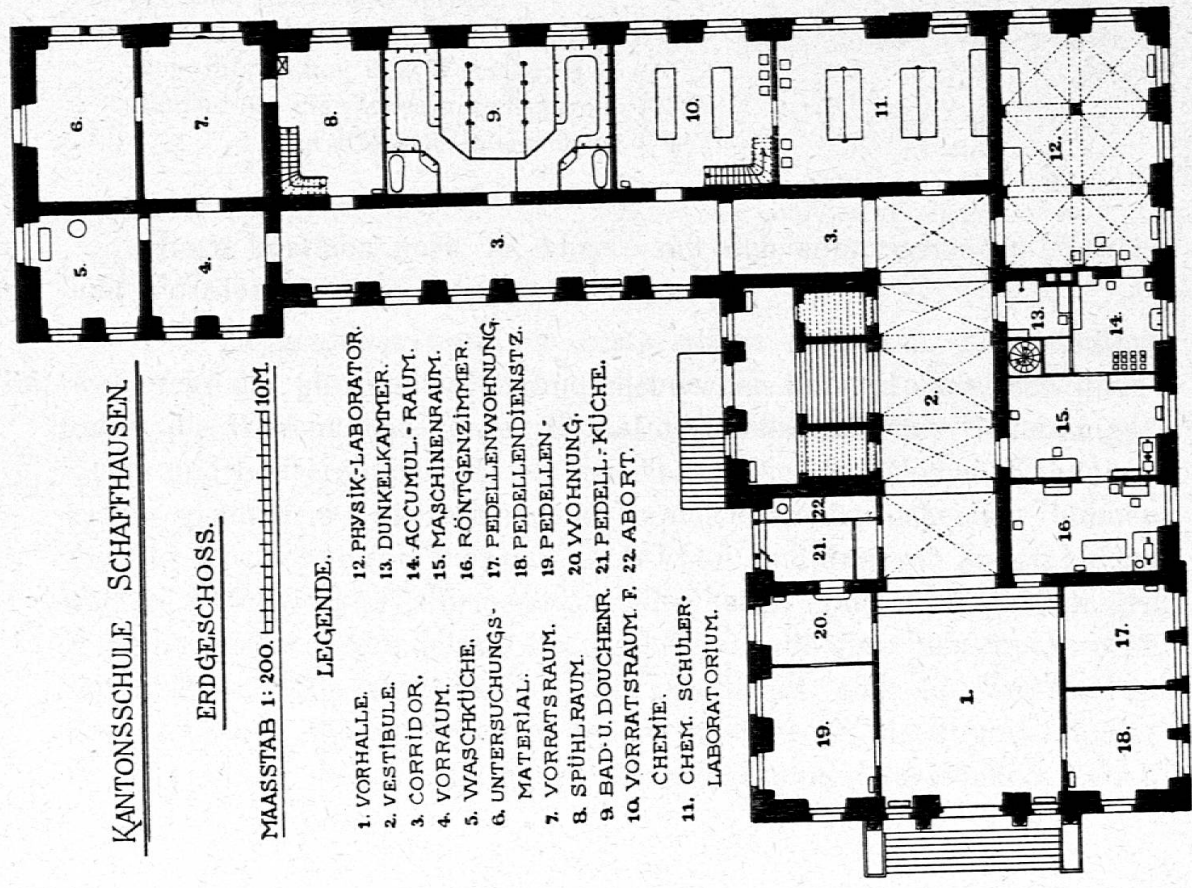 KANTONSSCHULE SCHAFFHAUSEN.
ERDGESCHOSS.
MAASSTAB 1:200. 10M.
LEGENDE.
1. VORHALLE.
2. VESTIBULE.
3. CORRIDOR.
4. VORRAUM.
5. WASCHKÜCHE.
6. UNTERSUCHUNGS-
MATERIAL.
7. VORRATSRAUM.
8. SPÜHLRAUM.
9. BAD- U. DOUCHENR.
10. VORRATSRAUM F.
CHEMIE.
11. CHEM. SCHÜLER-
LABORATORIUM.
12. PHYSIK-LABORATOR.
13. DUNKELKAMMER.
14. ACCUMUL.-RAUM.
15. MASCHINENRAUM.
16. RÖNTGENZIMMER.
17. PEDELLENWOHNUNG.
18. PEDELLENDIENSTZ.
19. PEDELLEN-
20. WOHNUNG.
21. PEDELL.-KÜCHE.
22. ABORT.
6.
7.
8.
9.
10.
11.
12.
5.
4.
3.
3.
13.
14.
2.
15.
16.
22.
21.
20.
19.
1.
17.
18.